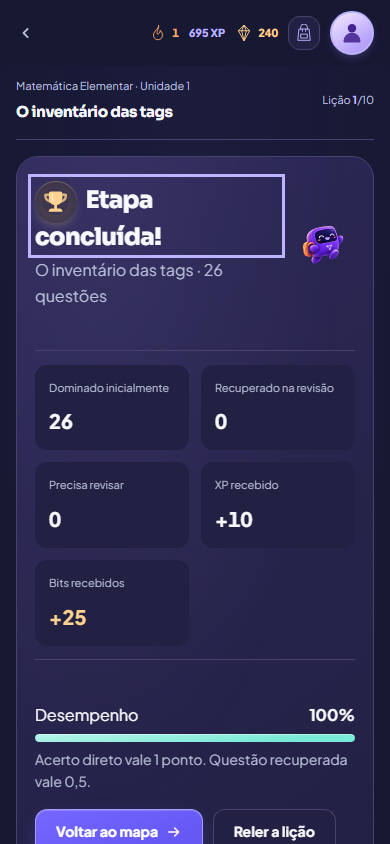 1 695 XP 240
Matemática Elementar · Unidade 1
O inventário das tags
Lição 1/10
Etapa
concluída!
O inventário das tags · 26
questões
Dominado inicialmente
26
Recuperado na revisão
0
Precisa revisar
0
XP recebido
+10
Bits recebidos
+25
Desempenho 100%
Acerto direto vale 1 ponto. Questão recuperada
vale 0,5.
Voltar ao mapa →
Reler a lição